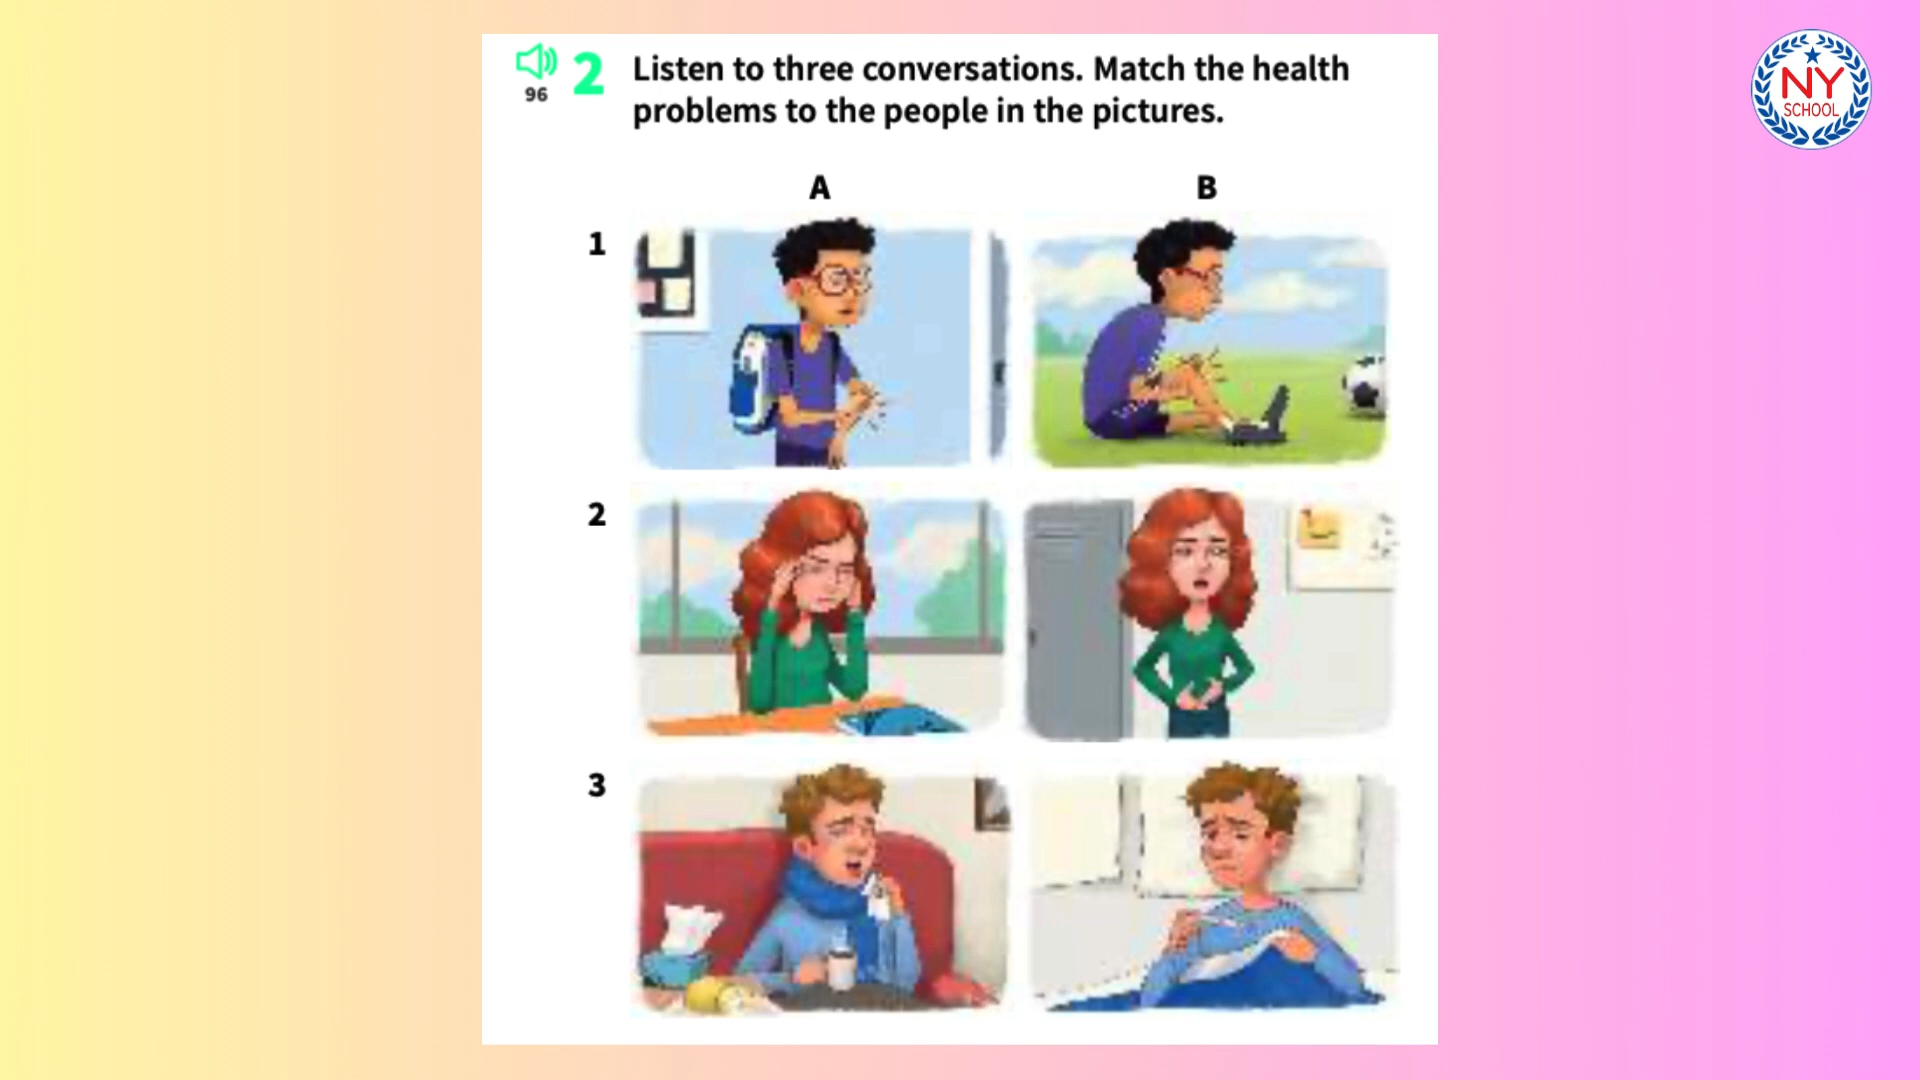 2 Listen to three conversations. Match the health
96 problems to the people in the pictures.
NY
SCHOOL
A B
1
2
3